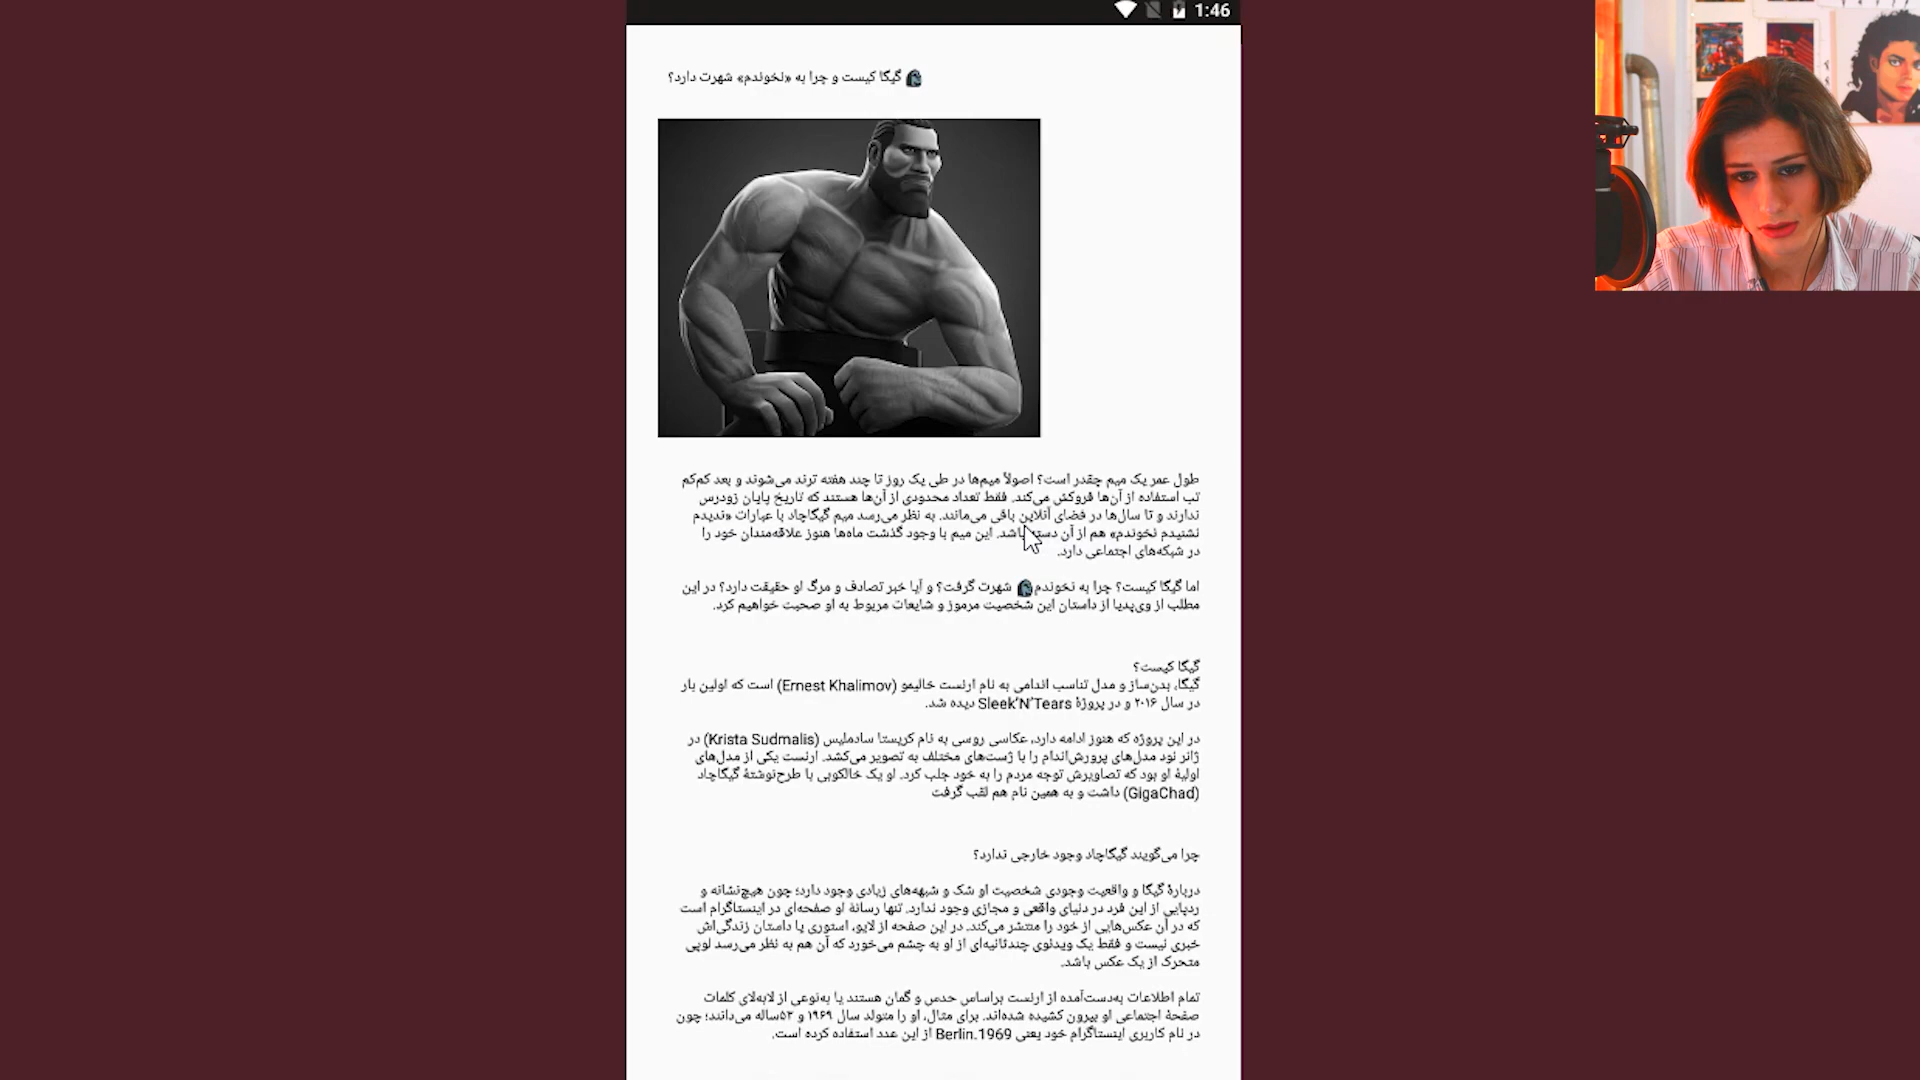 1:46
🗿 گیگا کیست و چرا به «نخوندم» شهرت دارد؟
طول عمر یک میم چقدر است؟ اصولاً میم‌ها در طی یک روز تا چند هفته ترند می‌شوند و بعد کم‌کم
تب استفاده از آن‌ها فروکش می‌کند. فقط تعداد محدودی از آن‌ها هستند که تاریخ پایان زودرس
ندارند و تا سال‌ها در فضای آنلاین باقی می‌مانند. به نظر می‌رسد میم گیگاچاد با عبارات «ندیدم
نشنیدم نخوندم» هم از آن دسته باشد. این میم با وجود گذشت ماه‌ها هنوز علاقه‌مندان خود را
در شبکه‌های اجتماعی دارد.
اما گیگا کیست؟ چرا به نخوندم🗿 شهرت گرفت؟ و آیا خبر تصادف و مرگ او حقیقت دارد؟ در این
مطلب از وی‌پدیا از داستان این شخصیت مرموز و شایعات مربوط به او صحبت خواهیم کرد.
گیگا کیست؟
گیگا، بدن‌ساز و مدل تناسب اندامی به نام ارنست خالیمو (Ernest Khalimov) است که اولین بار
در سال ۲۰۱۶ و در پروژهٔ Sleek'N'Tears دیده شد.
در این پروژه که هنوز ادامه دارد، عکاسی روسی به نام کریستا سادملیس (Krista Sudmalis) در
ژانر نود مدل‌های پرورش‌اندام را با ژست‌های مختلف به تصویر می‌کشد. ارنست یکی از مدل‌های
اولیهٔ او بود که تصاویرش توجه مردم را به خود جلب کرد. او یک خالکوبی با طرح‌نوشتهٔ گیگاچاد
(GigaChad) داشت و به همین نام هم لقب گرفت
چرا می‌گویند گیگاچاد وجود خارجی ندارد؟
دربارهٔ گیگا و واقعیت وجودی شخصیت او شک و شبهه‌های زیادی وجود دارد؛ چون هیچ‌نشانه و
ردپایی از این فرد در دنیای واقعی و مجازی وجود ندارد. تنها رسانهٔ او صفحه‌ای در اینستاگرام است
که در آن عکس‌هایی از خود را منتشر می‌کند. در این صفحه از لایو، استوری یا داستان زندگی‌اش
خبری نیست و فقط یک ویدئوی چندثانیه‌ای از او به چشم می‌خورد که آن هم به نظر می‌رسد لوپی
متحرک از یک عکس باشد.
تمام اطلاعات به‌دست‌آمده از ارنست براساس حدس و گمان هستند یا به‌نوعی از لابه‌لای کلمات
صفحهٔ اجتماعی او بیرون کشیده شده‌اند. برای مثال، او را متولد سال ۱۹۶۹ و ۵۳ساله می‌دانند؛ چون
در نام کاربری اینستاگرام خود یعنی Berlin.1969 از این عدد استفاده کرده است.